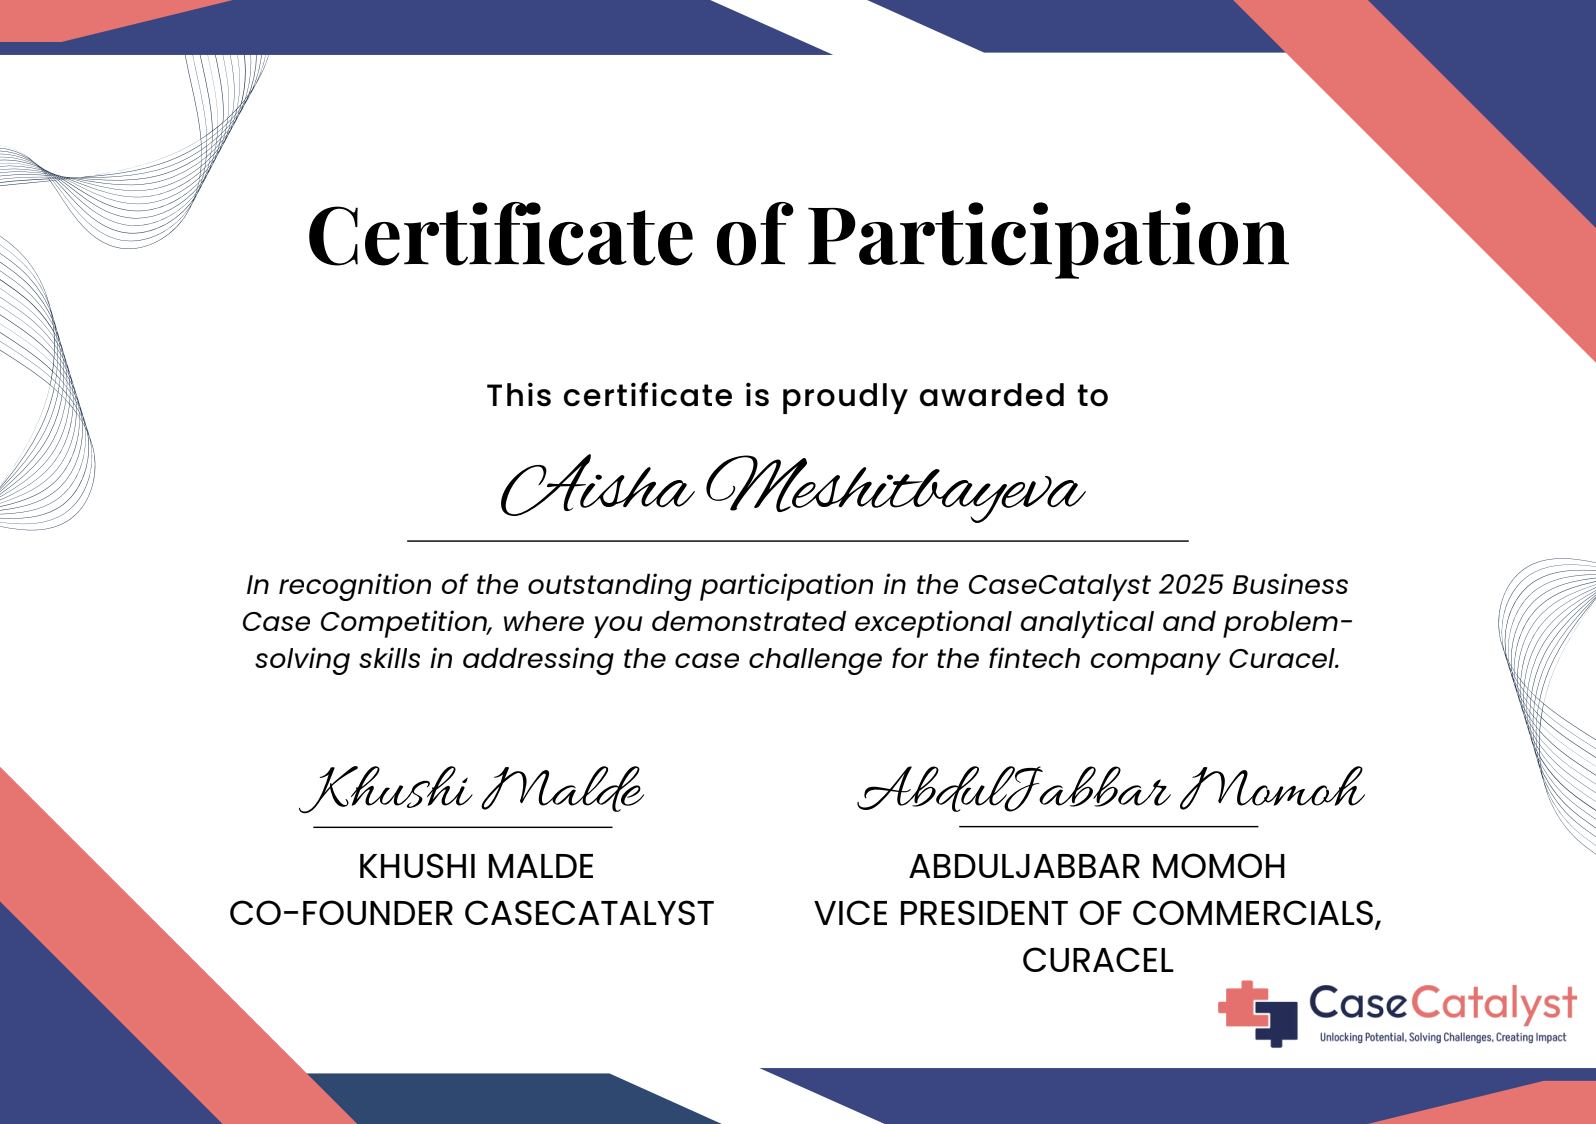 Certificate of Participation
This certificate is proudly awarded to
Aisha Meshitbayeva
In recognition of the outstanding participation in the CaseCatalyst 2025 Business
Case Competition, where you demonstrated exceptional analytical and problem-
solving skills in addressing the case challenge for the fintech company Curacel.
Khushi Malde
KHUSHI MALDE
CO-FOUNDER CASECATALYST
AbdulJabbar Momoh
ABDULJABBAR MOMOH
VICE PRESIDENT OF COMMERCIALS,
CURACEL
CaseCatalyst
Unlocking Potential, Solving Challenges, Creating Impact